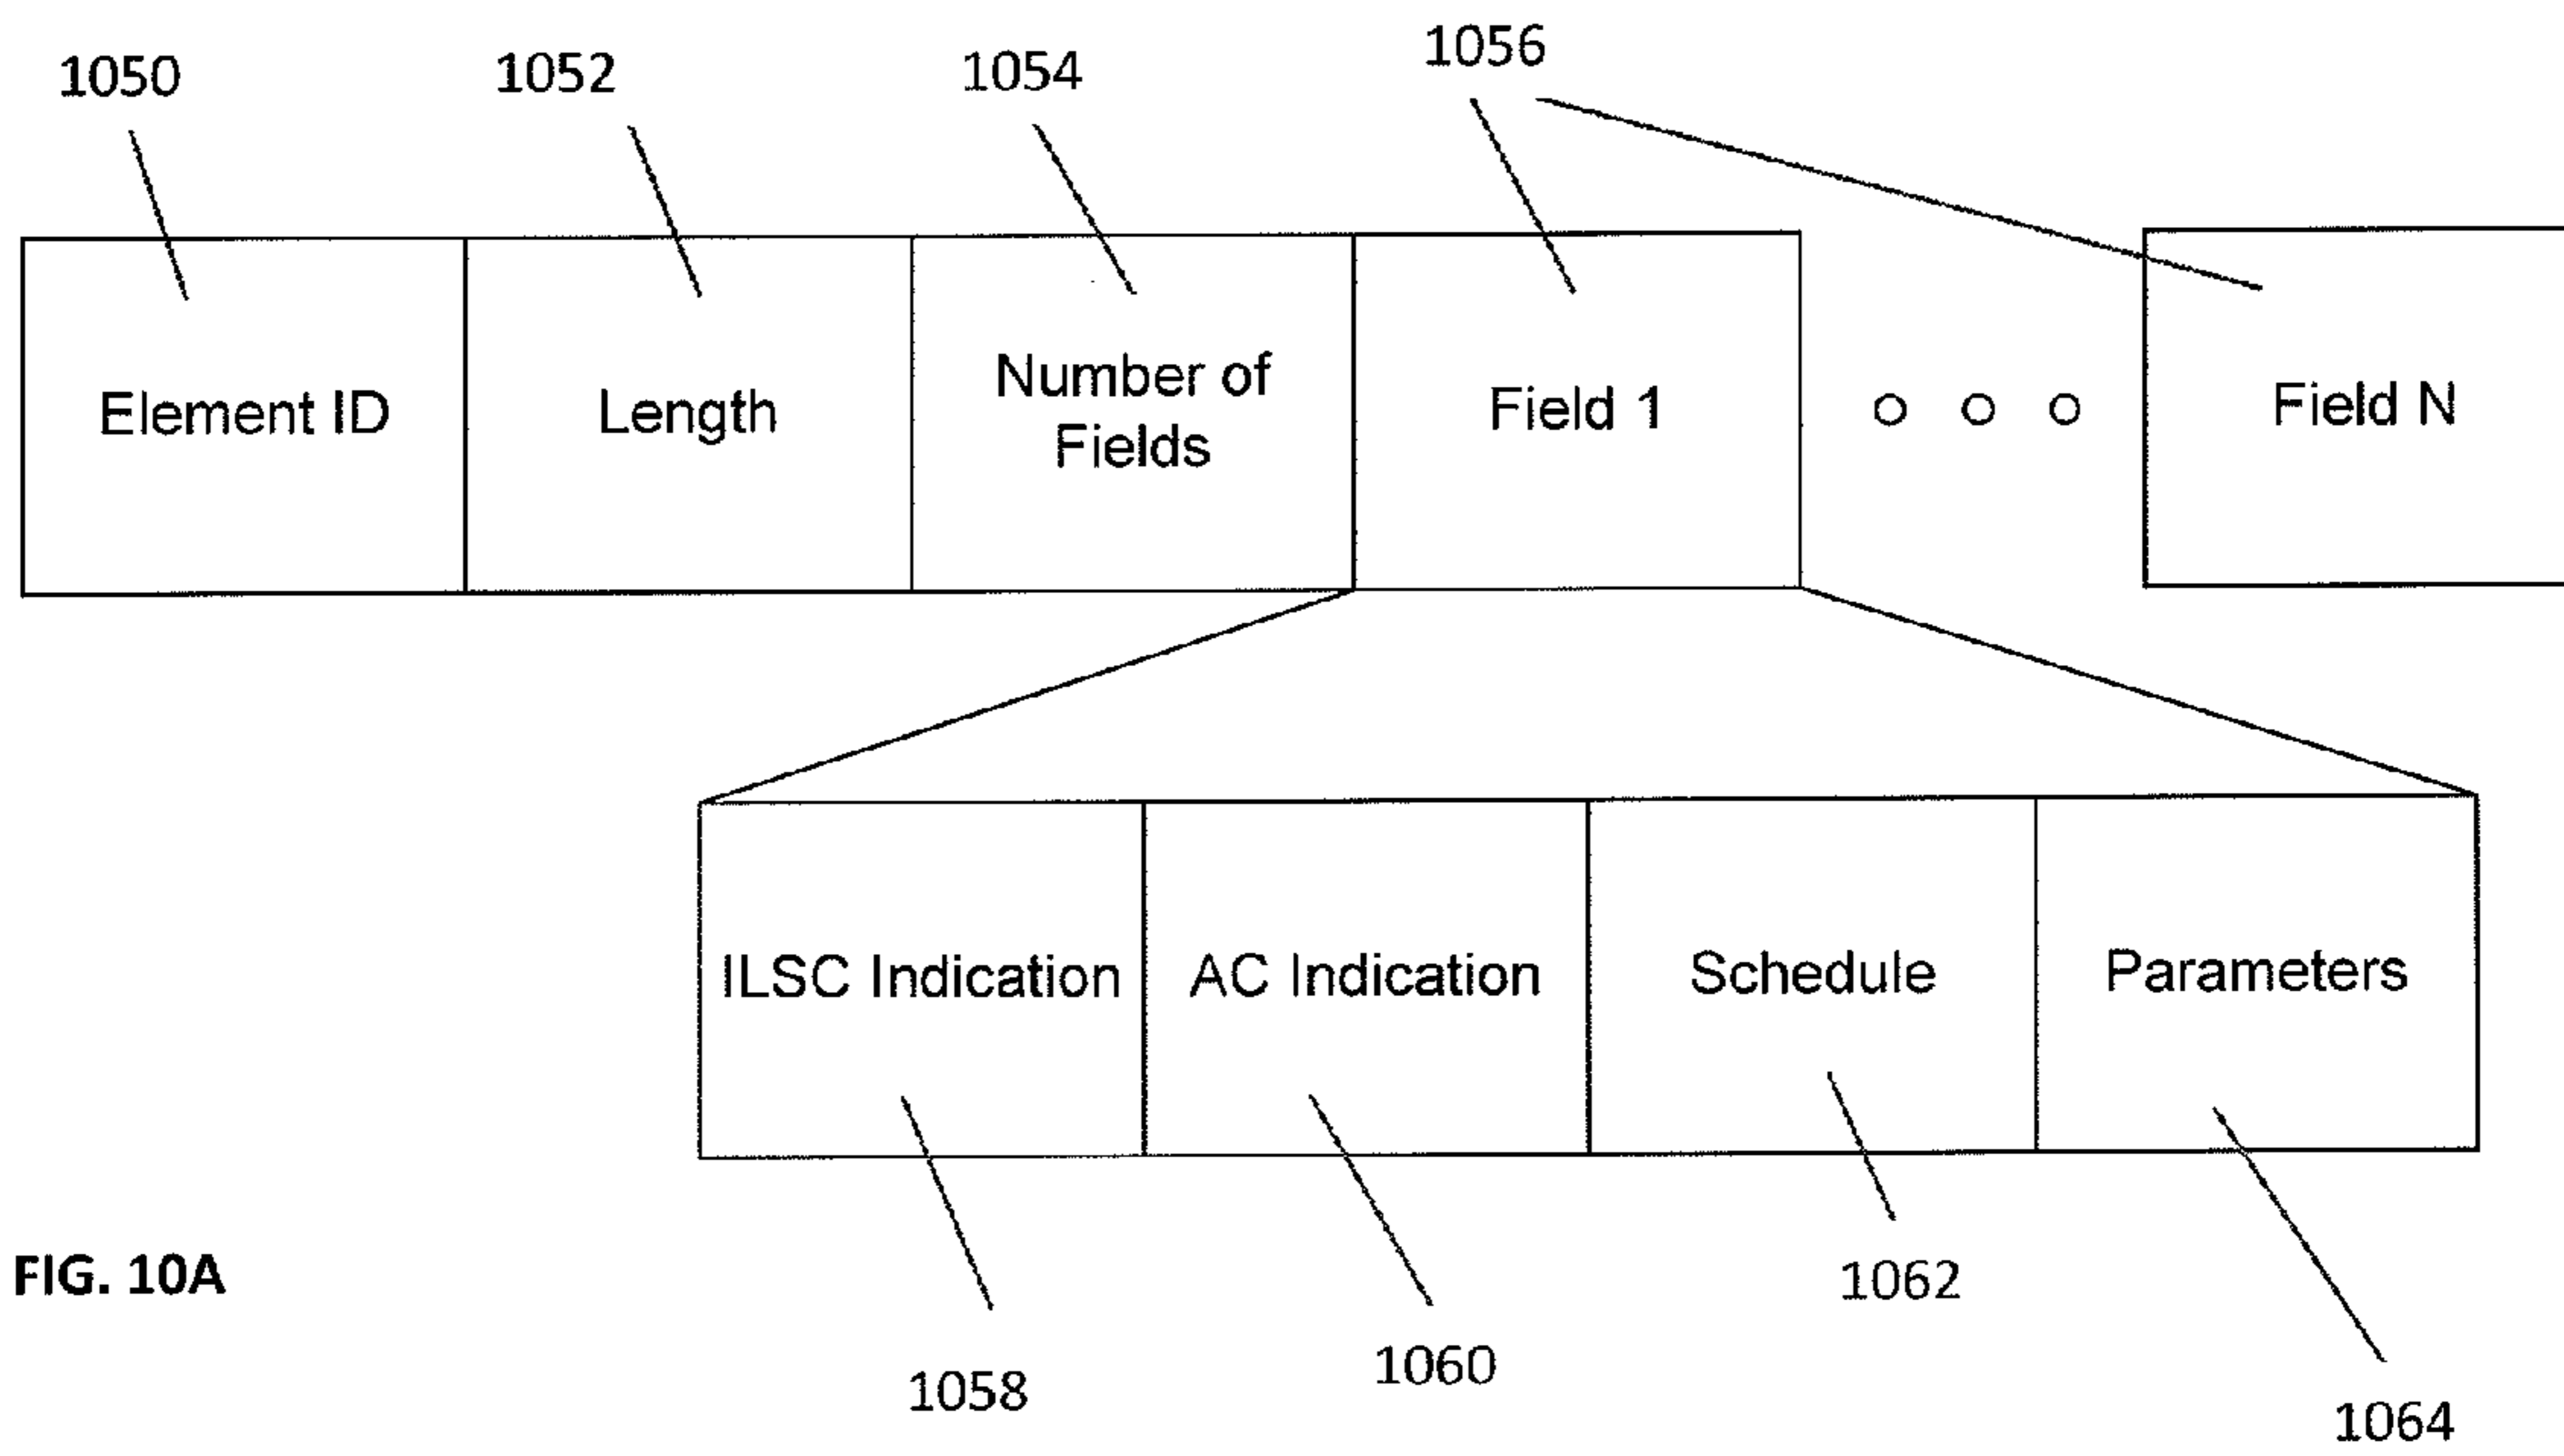 1050
1052
1054
1056
Element ID
Length
Number of
Fields
Field 1
Field N
ILSC Indication
AC Indication
Schedule
Parameters
FIG. 10A
1058
1060
1062
1064